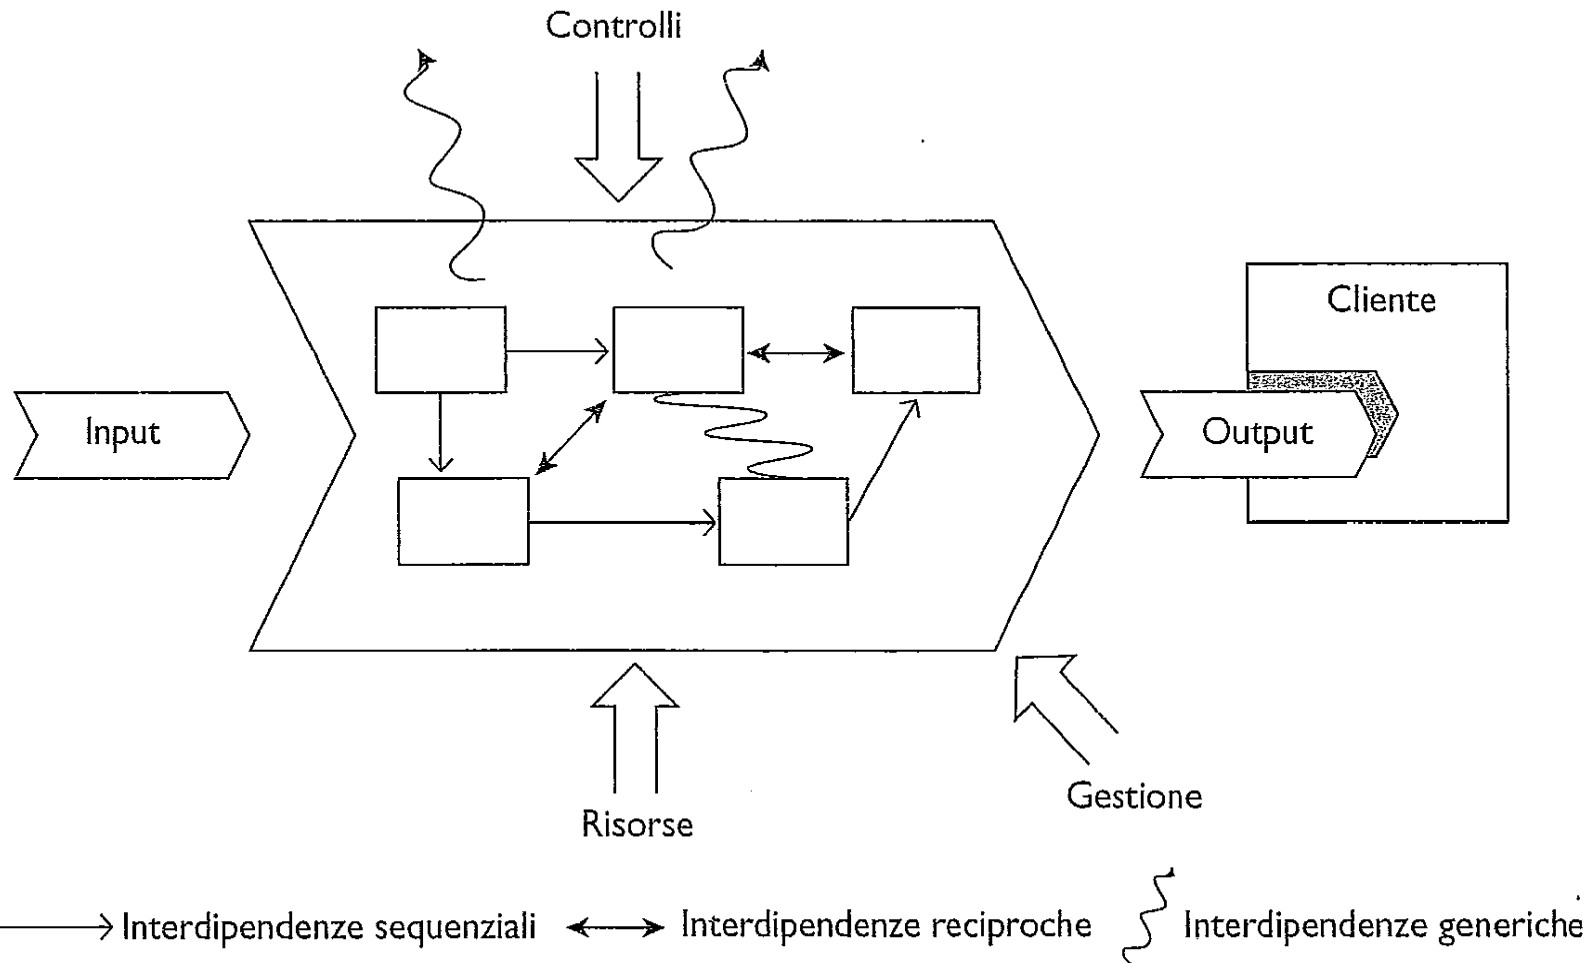 Controlli
Cliente
Input
Output
Gestione
Risorse
Interdipendenze sequenziali
Interdipendenze reciproche
Interdipendenze generiche